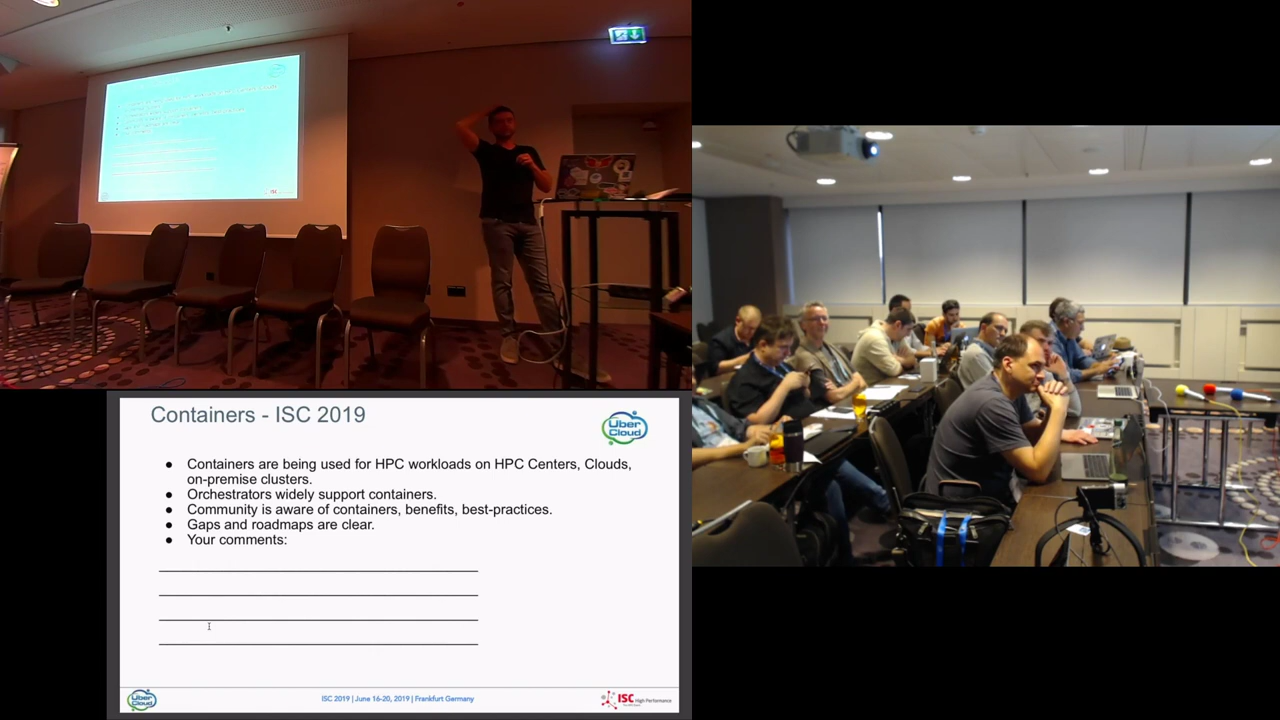 Containers - ISC 2019
Uber
Cloud
● Containers are being used for HPC workloads on HPC Centers, Clouds,
on-premise clusters.
● Orchestrators widely support containers.
● Community is aware of containers, benefits, best-practices.
● Gaps and roadmaps are clear.
● Your comments:
Uber
Cloud
ISC 2019 | June 16-20, 2019 | Frankfurt Germany
ISC High Performance